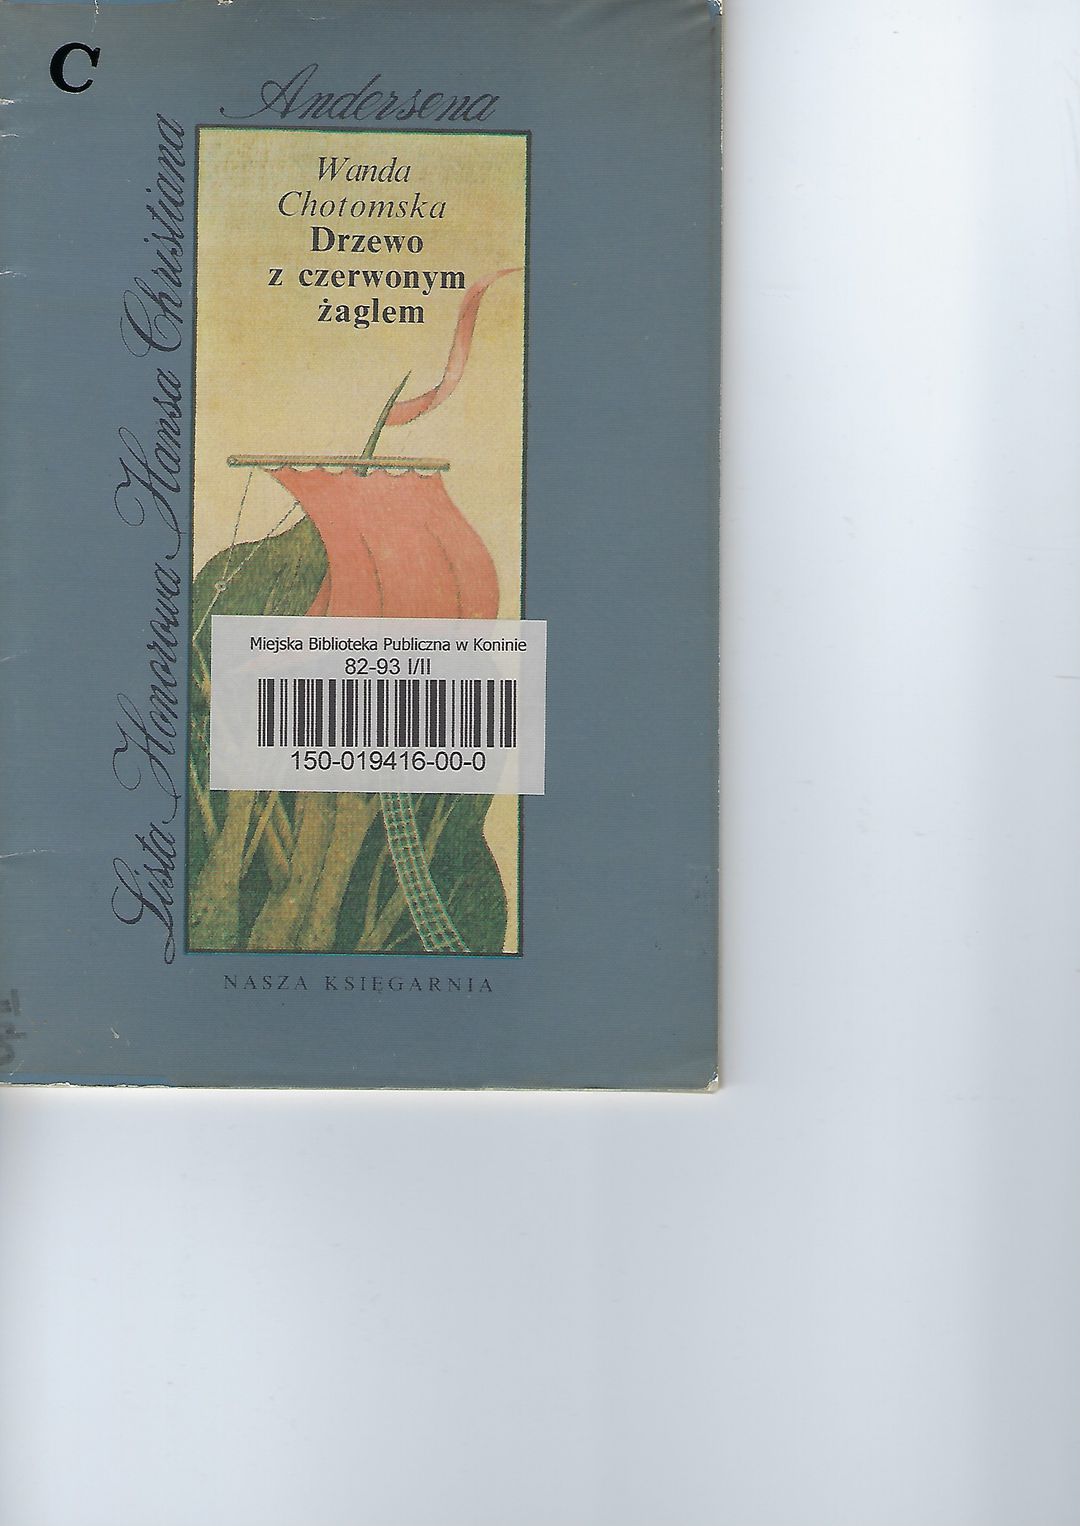 C
Lista Honorowa Hansa Christiana
Andersena
Wanda
Chotomska
Drzewo
z czerwonym
żaglem
Miejska Biblioteka Publiczna w Koninie
82-93 I/II
150-019416-00-0
NASZA KSIĘGARNIA